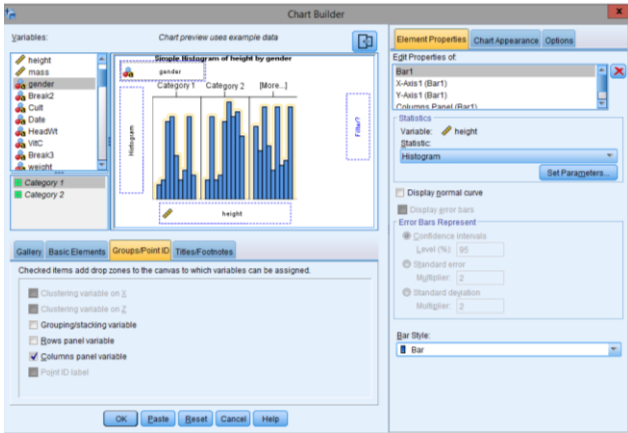 Chart Builder
Variables:
Chart preview uses example data
height
mass
gender
Break2
Cult
Date
HeadWt
VitC
Break3
weight
Category 1
Category 2
Simple Histogram of height by gender
gender
Category 1 Category 2 [More...]
Histogram
Filter?
height
Gallery Basic Elements Groups/Point ID Titles/Footnotes
Checked items add drop zones to the canvas to which variables can be assigned.
Clustering variable on X
Clustering variable on Z
Grouping/stacking variable
Rows panel variable
Columns panel variable
Point ID label
OK Paste Reset Cancel Help
Element Properties Chart Appearance Options
Edit Properties of:
Bar1
X-Axis1 (Bar1)
Y-Axis1 (Bar1)
Columns Panel (Bar1)
Statistics
Variable: height
Statistic:
Histogram
Set Parameters...
Display normal curve
Display error bars
Error Bars Represent
Confidence intervals
Level (%): 95
Standard error
Multiplier: 2
Standard deviation
Multiplier: 2
Bar Style:
Bar